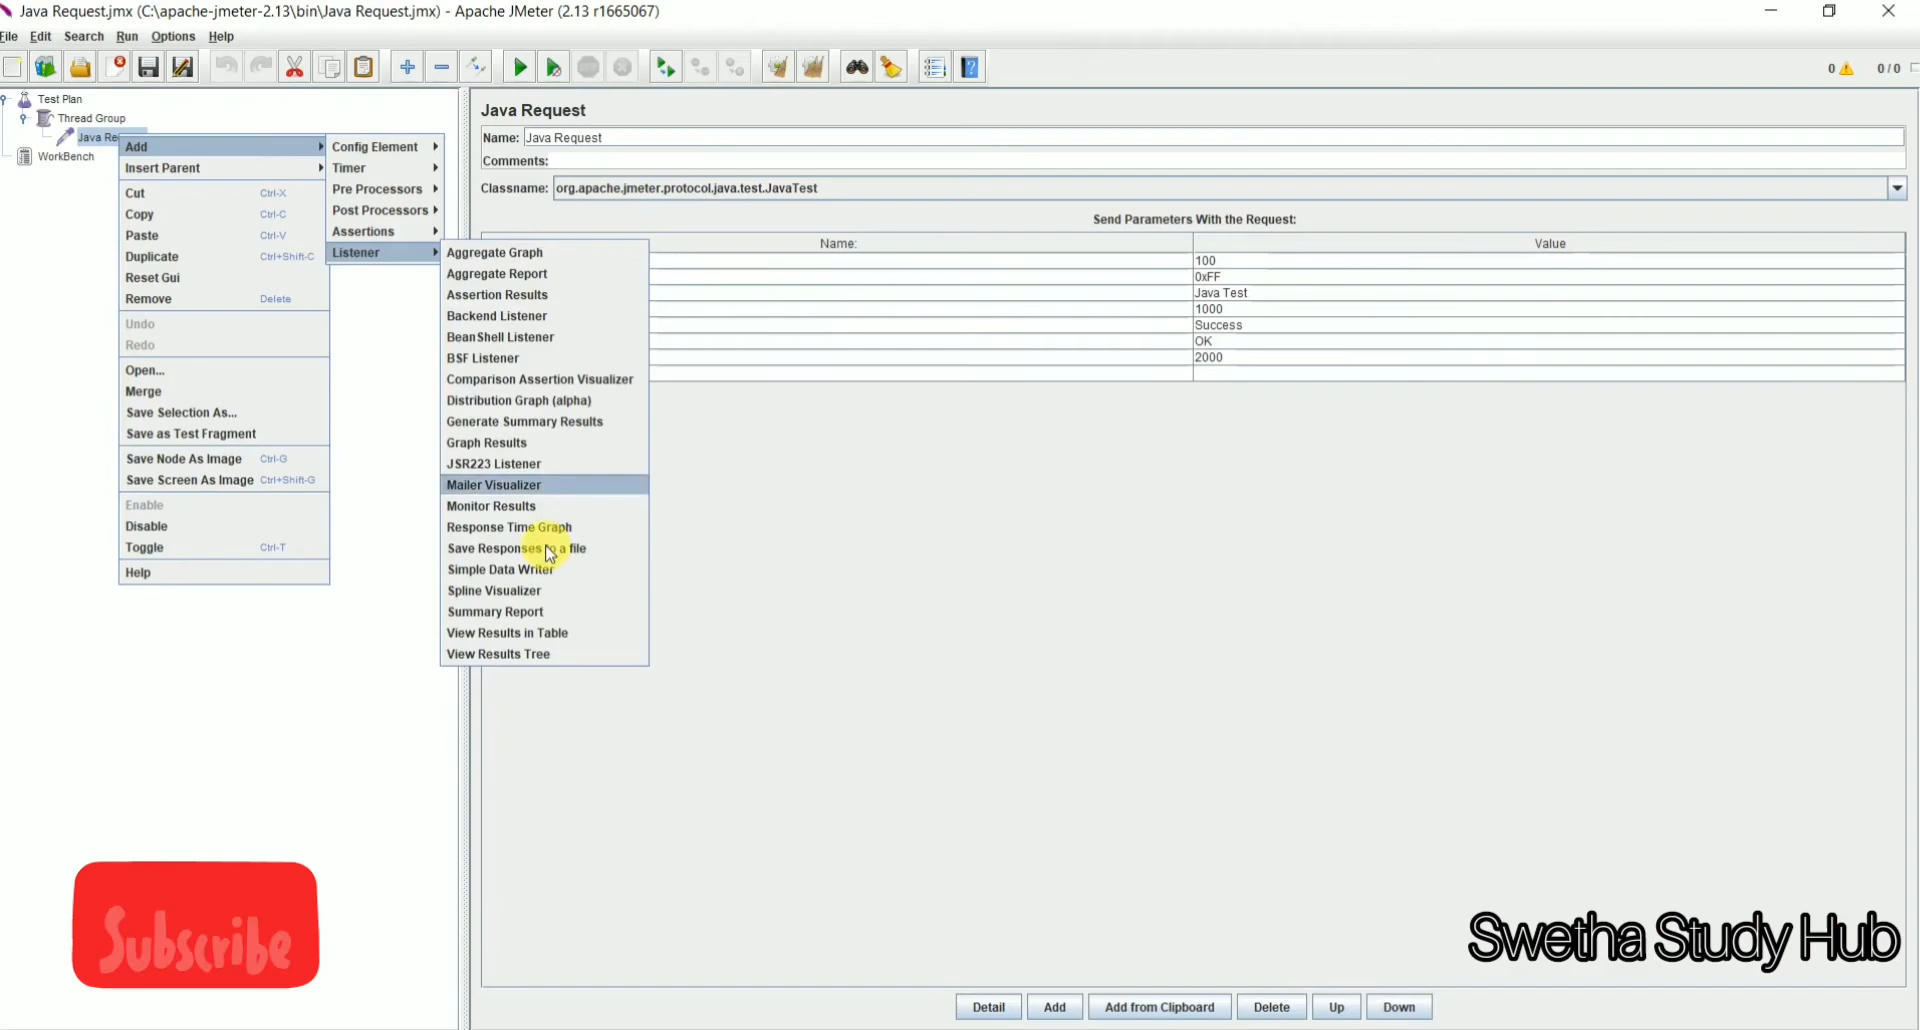 Java Request.jmx (C:\apache-jmeter-2.13\bin\Java Request.jmx) - Apache JMeter (2.13 r1665067)
File Edit Search Run Options Help
0 0 / 0
Test Plan
Thread Group
Java Re
WorkBench
Add
Insert Parent
Cut Ctrl-X
Copy Ctrl-C
Paste Ctrl-V
Duplicate Ctrl+Shift-C
Reset Gui
Remove Delete
Undo
Redo
Open...
Merge
Save Selection As...
Save as Test Fragment
Save Node As Image Ctrl-G
Save Screen As Image Ctrl+Shift-G
Enable
Disable
Toggle Ctrl-T
Help
Config Element
Timer
Pre Processors
Post Processors
Assertions
Listener
Aggregate Graph
Aggregate Report
Assertion Results
Backend Listener
BeanShell Listener
BSF Listener
Comparison Assertion Visualizer
Distribution Graph (alpha)
Generate Summary Results
Graph Results
JSR223 Listener
Mailer Visualizer
Monitor Results
Response Time Graph
Save Responses to a file
Simple Data Writer
Spline Visualizer
Summary Report
View Results in Table
View Results Tree
Java Request
Name: Java Request
Comments:
Classname: org.apache.jmeter.protocol.java.test.JavaTest
Send Parameters With the Request:
Name: Value
100
0xFF
Java Test
1000
Success
OK
2000
Subscribe
Swetha Study Hub
Detail Add Add from Clipboard Delete Up Down